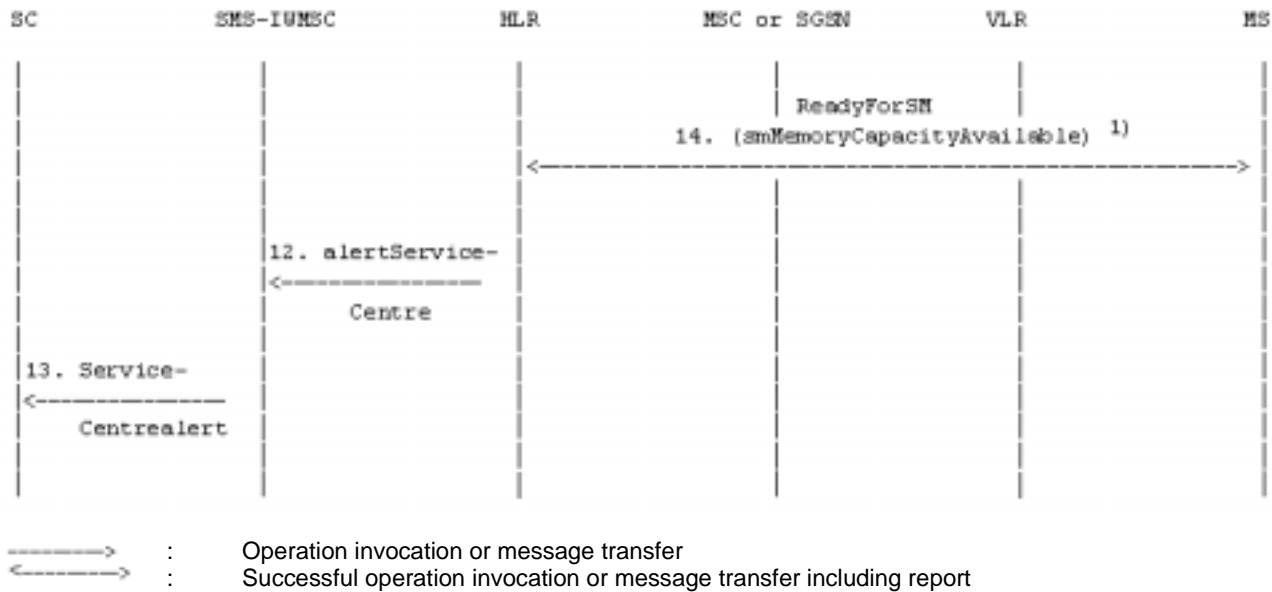 SC SMS-IWMSC HLR MSC or SGSN VLR MS
ReadyForSM
14. (smMemoryCapacityAvailable) 1)
12. alertService-
Centre
13. Service-
Centrealert
: Operation invocation or message transfer
: Successful operation invocation or message transfer including report